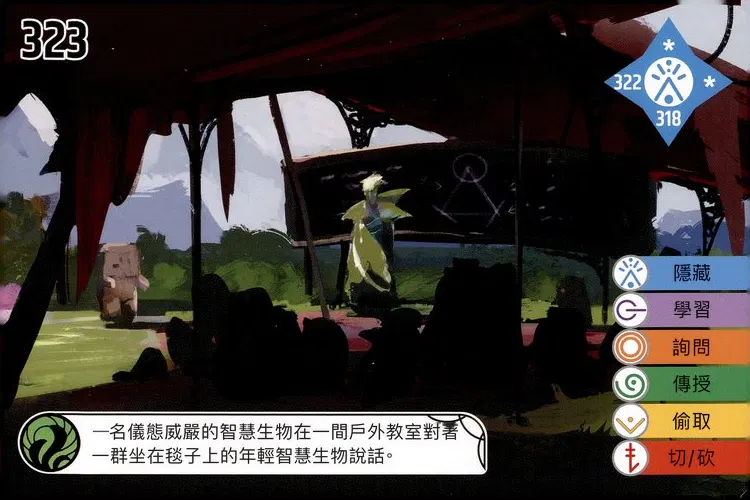 323
322
*
*
318
隱藏
學習
詢問
傳授
偷取
切/砍
一名儀態威嚴的智慧生物在一間戶外教室對著
一群坐在毯子上的年輕智慧生物說話。